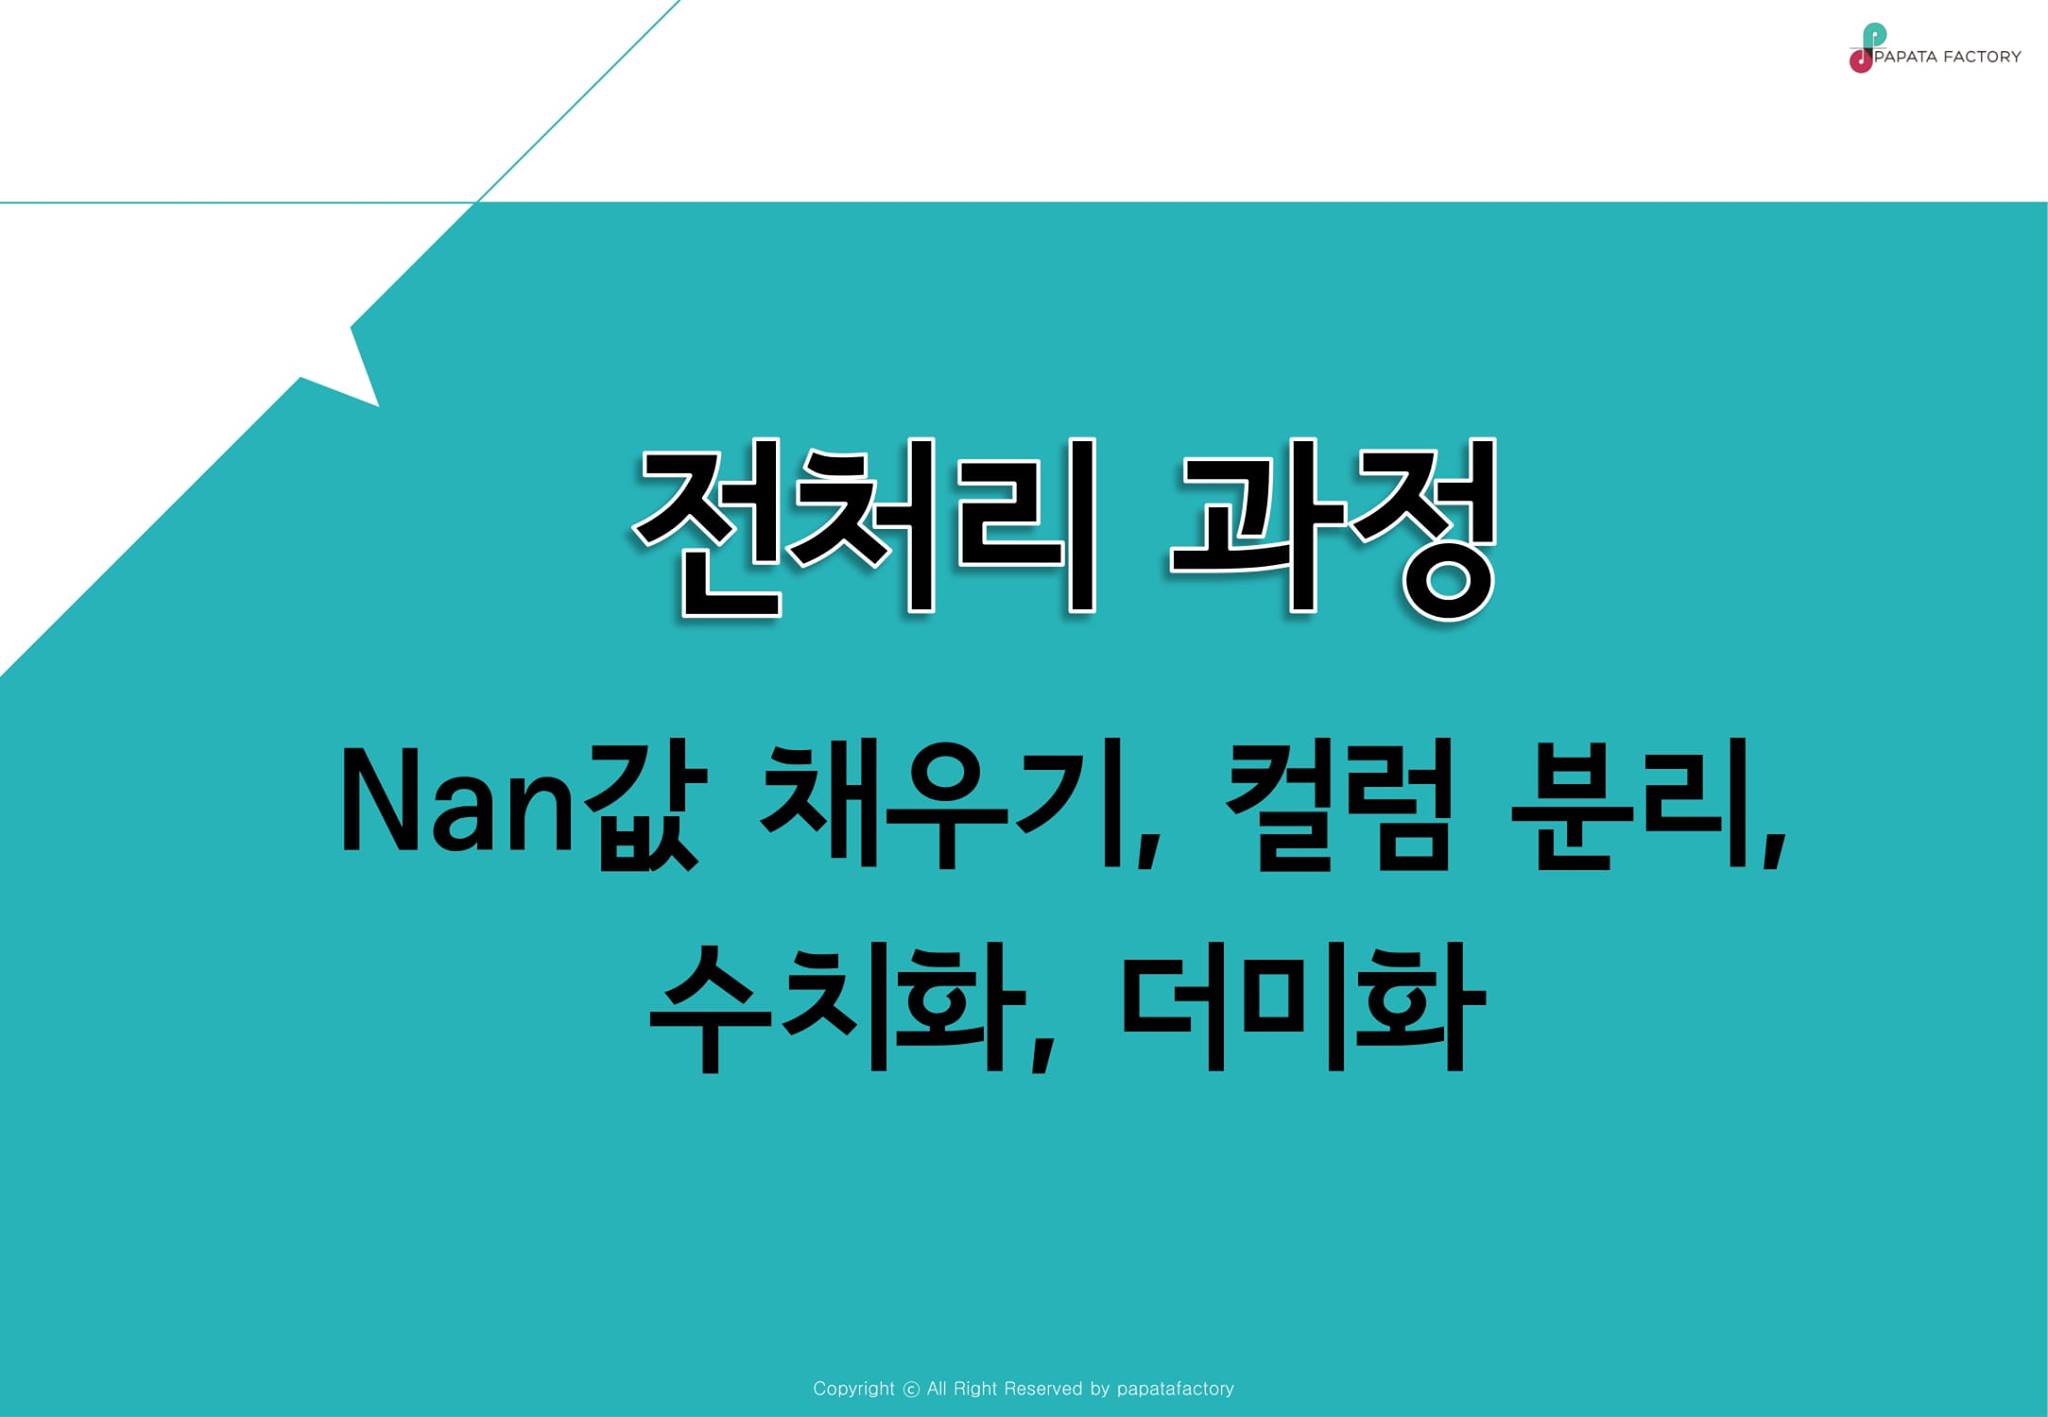 PAPATA FACTORY
전처리 과정
Nan값 채우기, 컬럼 분리,
수치화, 더미화
Copyright ⓒ All Right Reserved by papatafactory